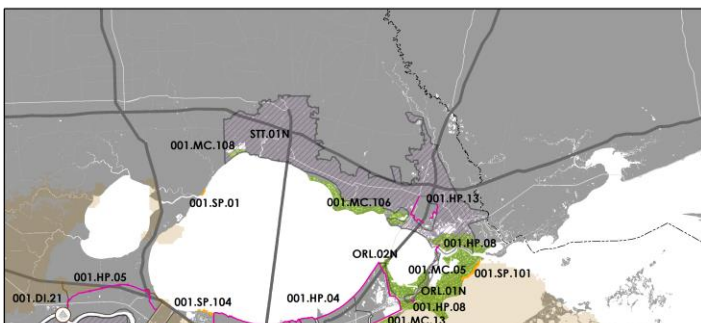 STT.01N
001.MC.108
001.SP.01
001.MC.106
001.HP.13
001.HP.08
ORL.02N
001.MC.05
001.SP.101
001.HP.05
001.DI.21
001.SP.104
001.HP.04
ORL.01N
001.HP.08
001.MC.13